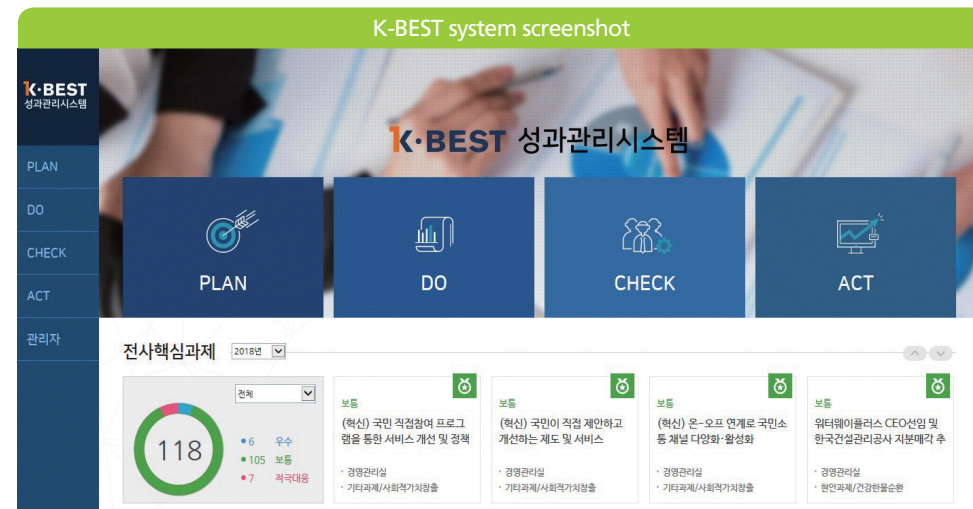 K-BEST system screenshot
K·BEST
성과관리시스템
PLAN
DO
CHECK
ACT
관리자
K·BEST 성과관리시스템
PLAN
DO
CHECK
ACT
전사핵심과제
2018년
전체
118
6 우수
105 보통
7 적극대응
보통
(혁신) 국민 직접참여 프로그
램을 통한 서비스 개선 및 정책
· 경영관리실
· 기타과제/사회적가치창출
보통
(혁신) 국민이 직접 제안하고
개선하는 제도 및 서비스
· 경영관리실
· 기타과제/사회적가치창출
보통
(혁신) 온-오프 연계로 국민소
통 채널 다양화·활성화
· 경영관리실
· 기타과제/사회적가치창출
보통
워터웨이플러스 CEO선임 및
한국건설관리공사 지분매각 추
· 경영관리실
· 현안과제/건강한물순환